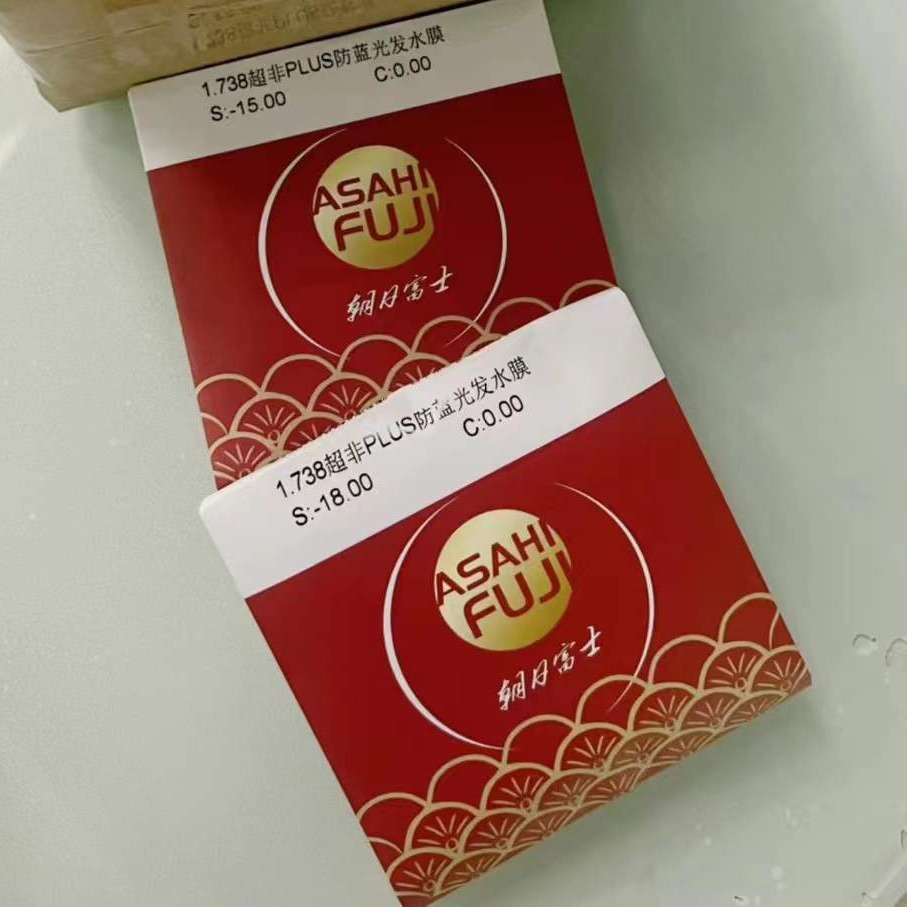 1.738超非PLUS防蓝光发水膜
S:-15.00 C:0.00
ASAHI
FUJI
朝日富士
1.738超非PLUS防蓝光发水膜
S:-18.00 C:0.00
ASAHI
FUJI
朝日富士